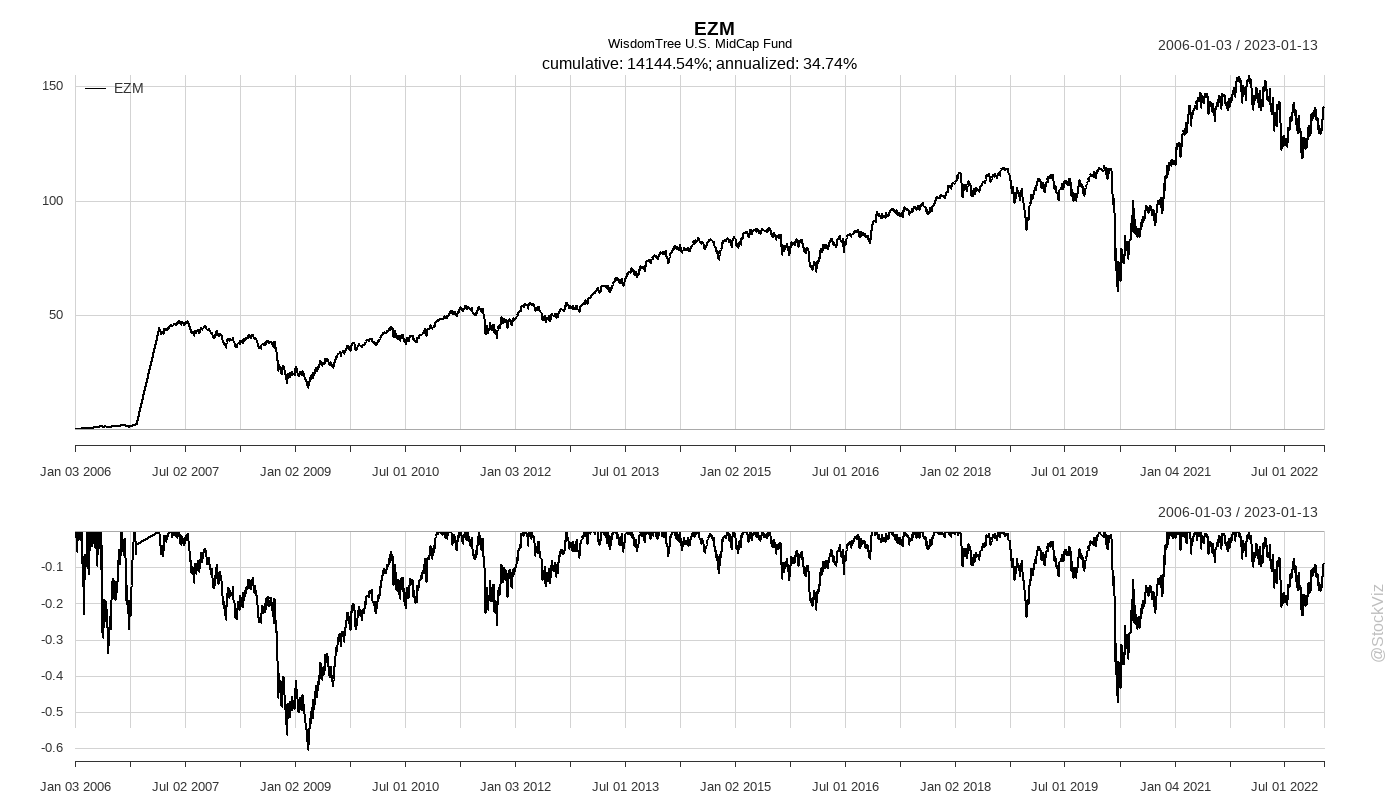 EZM
WisdomTree U.S. MidCap Fund
2006-01-03 / 2023-01-13
cumulative: 14144.54%; annualized: 34.74%
EZM
150
100
50
Jan 03 2006 Jul 02 2007 Jan 02 2009 Jul 01 2010 Jan 03 2012 Jul 01 2013 Jan 02 2015 Jul 01 2016 Jan 02 2018 Jul 01 2019 Jan 04 2021 Jul 01 2022
2006-01-03 / 2023-01-13
-0.1
-0.2
-0.3
-0.4
-0.5
-0.6
Jan 03 2006 Jul 02 2007 Jan 02 2009 Jul 01 2010 Jan 03 2012 Jul 01 2013 Jan 02 2015 Jul 01 2016 Jan 02 2018 Jul 01 2019 Jan 04 2021 Jul 01 2022
@StockViz